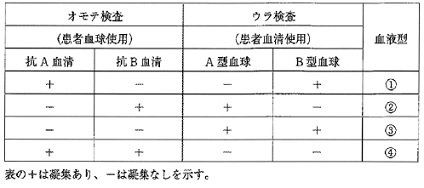 オモテ検査 ウラ検査 血液型
(患者血球使用) (患者血清使用)
抗A血清 抗B血清 A型血球 B型血球
+ − − + ①
− + + − ②
− − + + ③
+ + − − ④
表の+は凝集あり、−は凝集なしを示す。